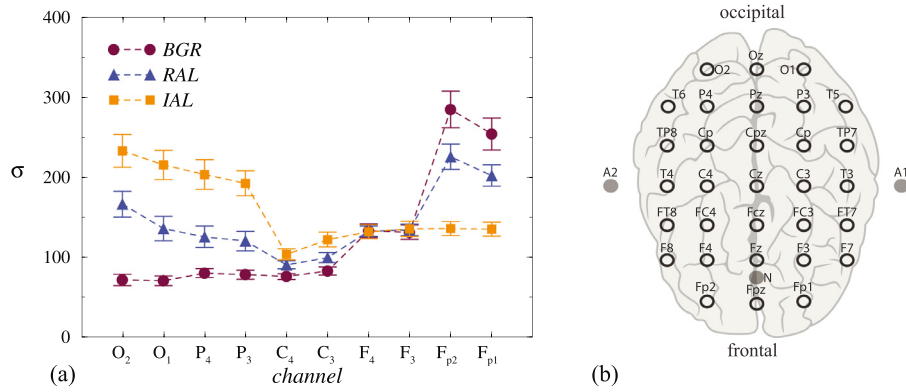 400
300
200
100
0
σ
BGR
RAL
IAL
O2 O1 P4 P3 C4 C3 F4 F3 Fp2 Fp1
channel
(a)
occipital
Oz
O2 O1
T6 P4 Pz P3 T5
TP8 Cp Cpz Cp TP7
A2 T4 C4 Cz C3 T3 A1
FT8 FC4 Fcz FC3 FT7
F8 F4 Fz F3 F7
N
Fp2 Fpz Fp1
frontal
(b)